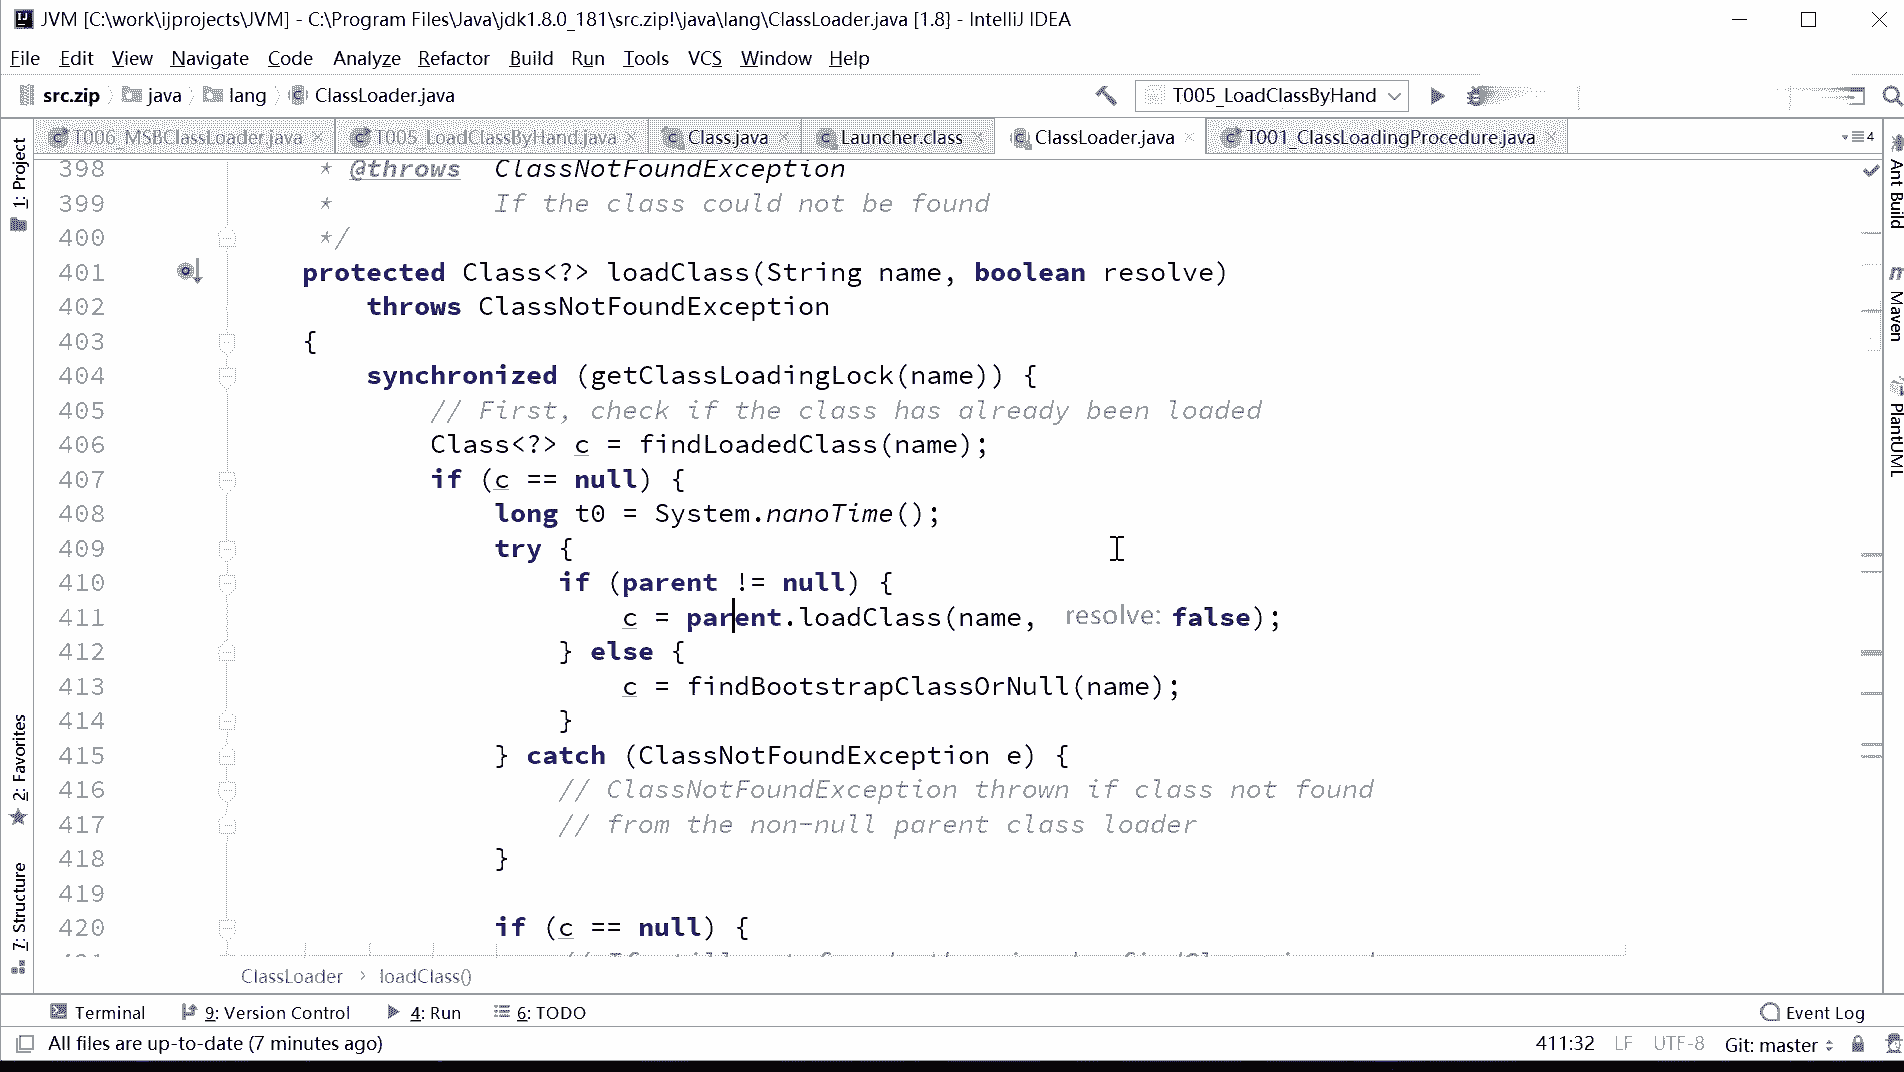 JVM [C:\work\ijprojects\JVM] - C:\Program Files\Java\jdk1.8.0_181\src.zip!\java\lang\ClassLoader.java [1.8] - IntelliJ IDEA
File Edit View Navigate Code Analyze Refactor Build Run Tools VCS Window Help
src.zip java lang ClassLoader.java T005_LoadClassByHand
T006_MSBClassLoader.java T005_LoadClassByHand.java Class.java Launcher.class ClassLoader.java T001_ClassLoadingProcedure.java 4
1: Project
2: Favorites
7: Structure
Ant Build
Maven
PlantUML
398 * @throws ClassNotFoundException
399 * If the class could not be found
400 */
401 protected Class<?> loadClass(String name, boolean resolve)
402 throws ClassNotFoundException
403 {
404 synchronized (getClassLoadingLock(name)) {
405 // First, check if the class has already been loaded
406 Class<?> c = findLoadedClass(name);
407 if (c == null) {
408 long t0 = System.nanoTime();
409 try {
410 if (parent != null) {
411 c = parent.loadClass(name, resolve: false);
412 } else {
413 c = findBootstrapClassOrNull(name);
414 }
415 } catch (ClassNotFoundException e) {
416 // ClassNotFoundException thrown if class not found
417 // from the non-null parent class loader
418 }
419
420 if (c == null) {
ClassLoader > loadClass()
Terminal 9: Version Control 4: Run 6: TODO Event Log
All files are up-to-date (7 minutes ago) 411:32 LF UTF-8 Git: master